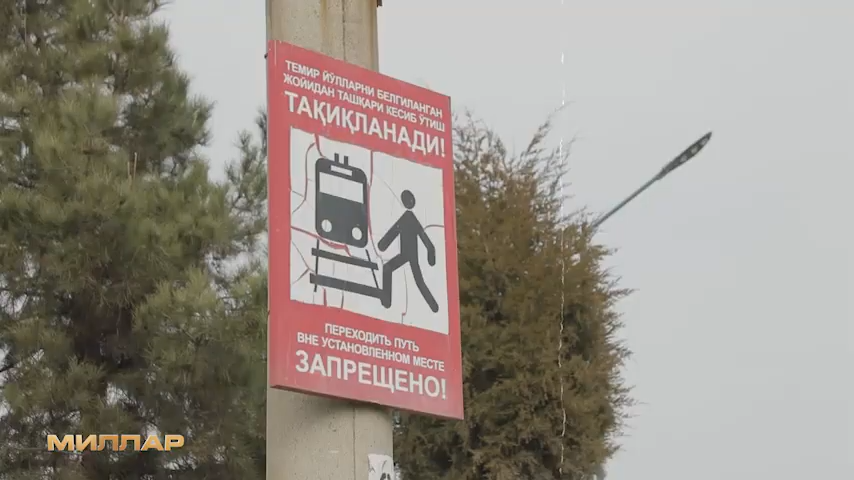 ТЕМИР ЙЎЛЛАРНИ БЕЛГИЛАНГАН
ЖОЙИДАН ТАШҚАРИ КЕСИБ ЎТИШ
ТАҚИҚЛАНАДИ!
ПЕРЕХОДИТЬ ПУТЬ
ВНЕ УСТАНОВЛЕННОМ МЕСТЕ
ЗАПРЕЩЕНО!
МИЛЛАР